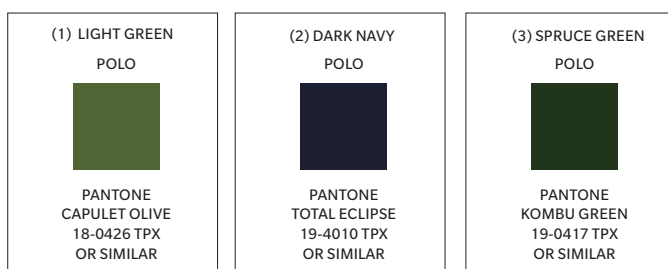 (1) LIGHT GREEN
POLO
PANTONE
CAPULET OLIVE
18-0426 TPX
OR SIMILAR
(2) DARK NAVY
POLO
PANTONE
TOTAL ECLIPSE
19-4010 TPX
OR SIMILAR
(3) SPRUCE GREEN
POLO
PANTONE
KOMBU GREEN
19-0417 TPX
OR SIMILAR